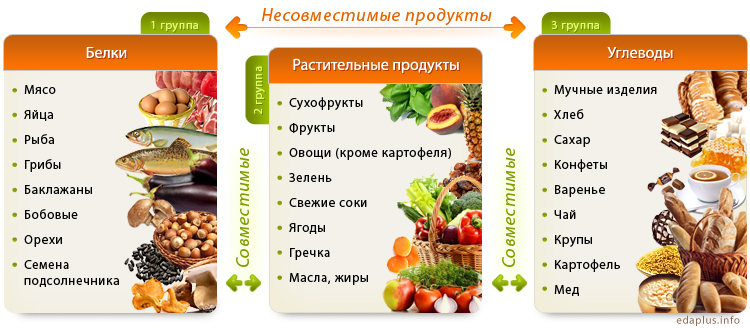 Несовместимые продукты
1 группа
Белки
Мясо
Яйца
Рыба
Грибы
Баклажаны
Бобовые
Орехи
Семена
подсолнечника
Совместимые
2 группа
Растительные продукты
Сухофрукты
Фрукты
Овощи (кроме картофеля)
Зелень
Свежие соки
Ягоды
Гречка
Масла, жиры
Совместимые
3 группа
Углеводы
Мучные изделия
Хлеб
Сахар
Конфеты
Варенье
Чай
Крупы
Картофель
Мед
edaplus.info